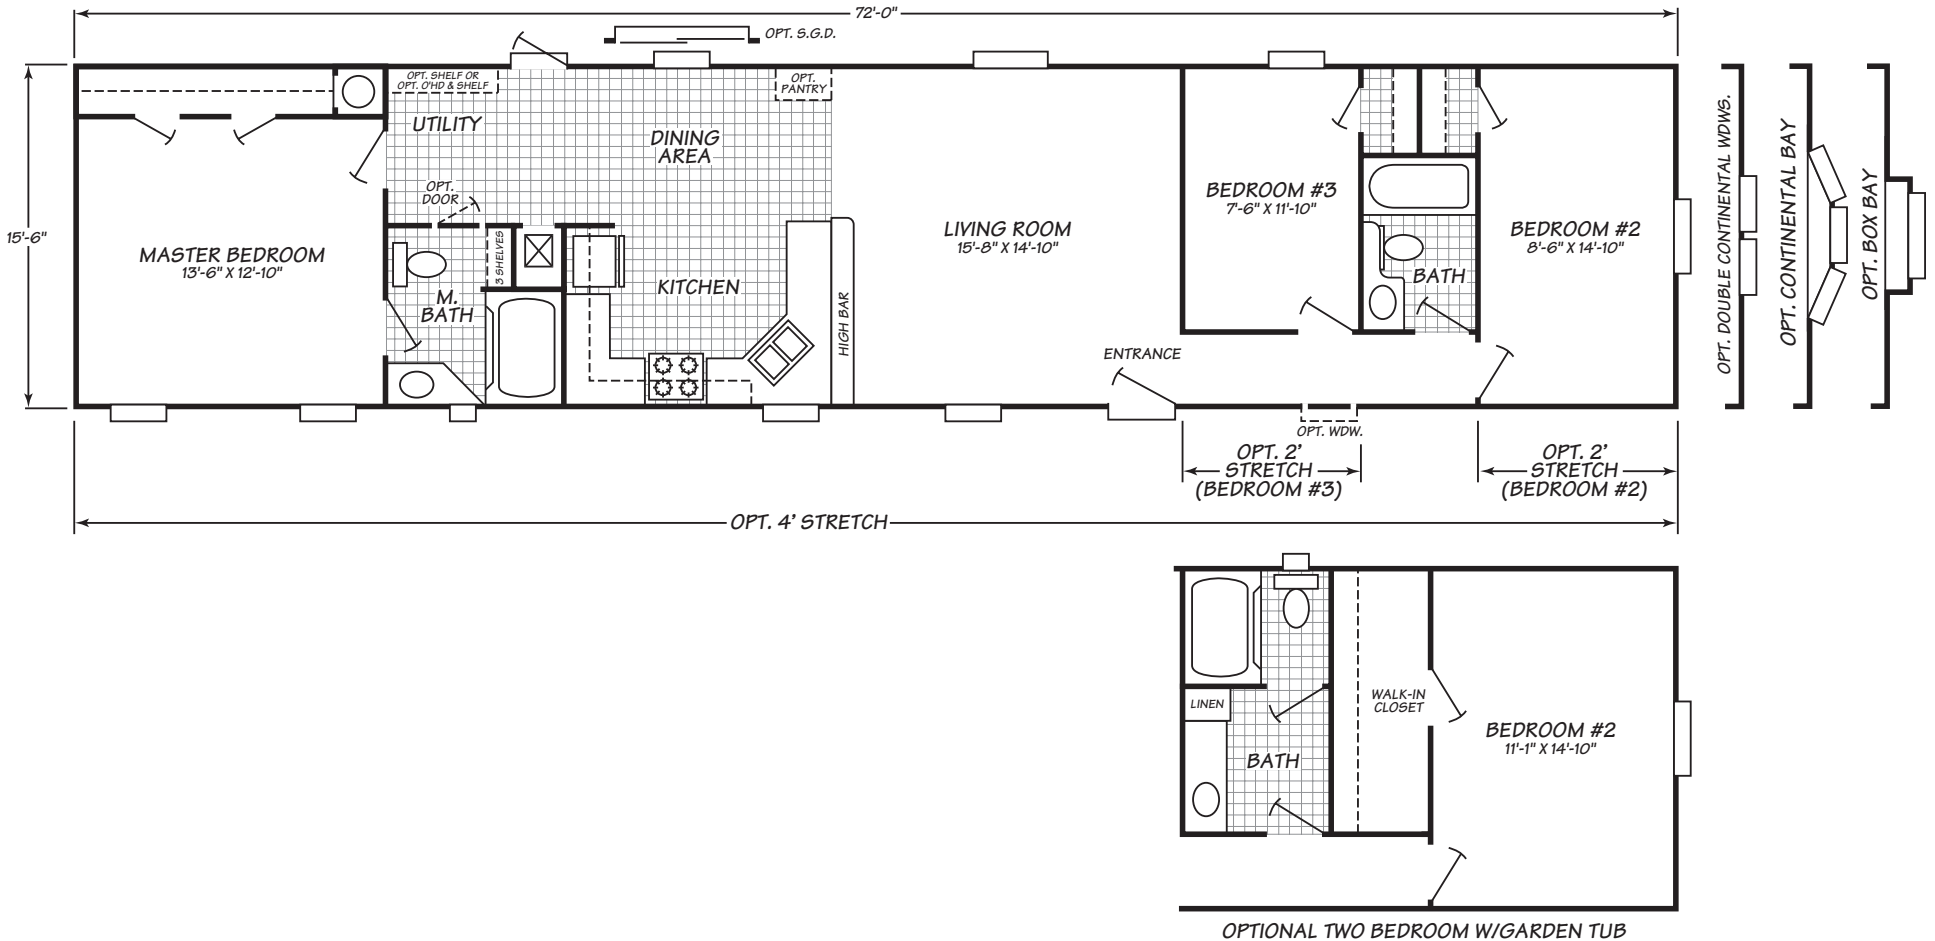 72'-0"
OPT. S.G.D.
OPT. SHELF OR
OPT. O'HD & SHELF
OPT.
PANTRY
UTILITY
DINING
AREA
OPT.
DOOR
15'-6"
MASTER BEDROOM
13'-6" X 12'-10"
3 SHELVES
M.
BATH
KITCHEN
HIGH BAR
LIVING ROOM
15'-8" X 14'-10"
ENTRANCE
BEDROOM #3
7'-6" X 11'-10"
BATH
BEDROOM #2
8'-6" X 14'-10"
OPT. DOUBLE CONTINENTAL WDWS.
OPT. CONTINENTAL BAY
OPT. BOX BAY
OPT. WDW.
OPT. 2'
STRETCH
(BEDROOM #3)
OPT. 2'
STRETCH
(BEDROOM #2)
OPT. 4' STRETCH
LINEN
BATH
WALK-IN
CLOSET
BEDROOM #2
11'-1" X 14'-10"
OPTIONAL TWO BEDROOM W/GARDEN TUB